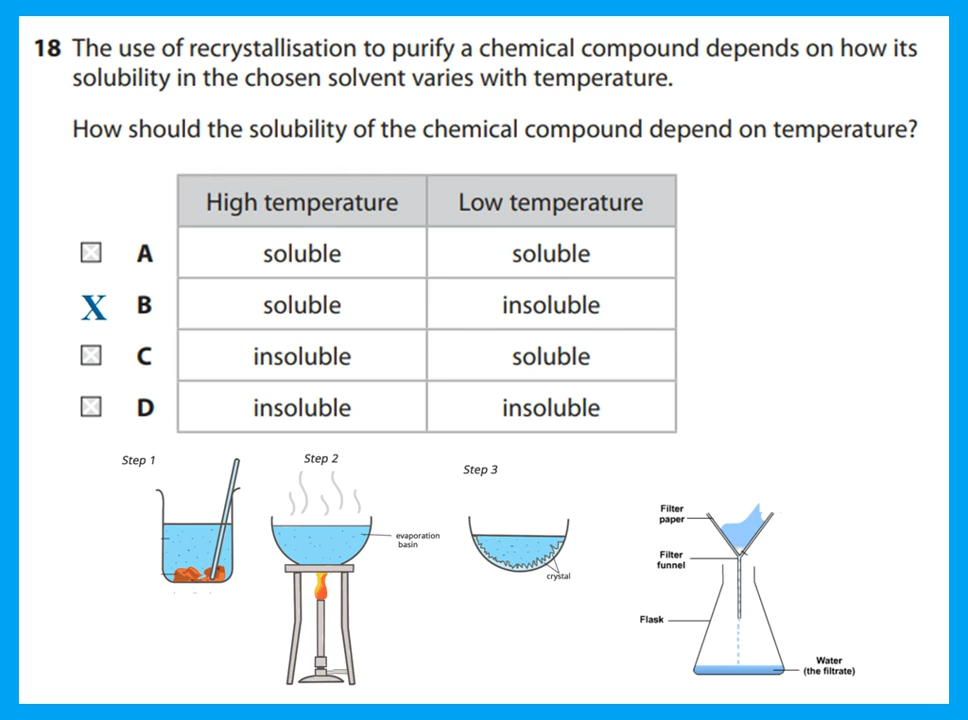 18 The use of recrystallisation to purify a chemical compound depends on how its
solubility in the chosen solvent varies with temperature.
How should the solubility of the chemical compound depend on temperature?
High temperature Low temperature
A soluble soluble
X B soluble insoluble
C insoluble soluble
D insoluble insoluble
Step 1
Step 2
Step 3
evaporation
basin
crystal
Filter
paper
Filter
funnel
Flask
Water
(the filtrate)